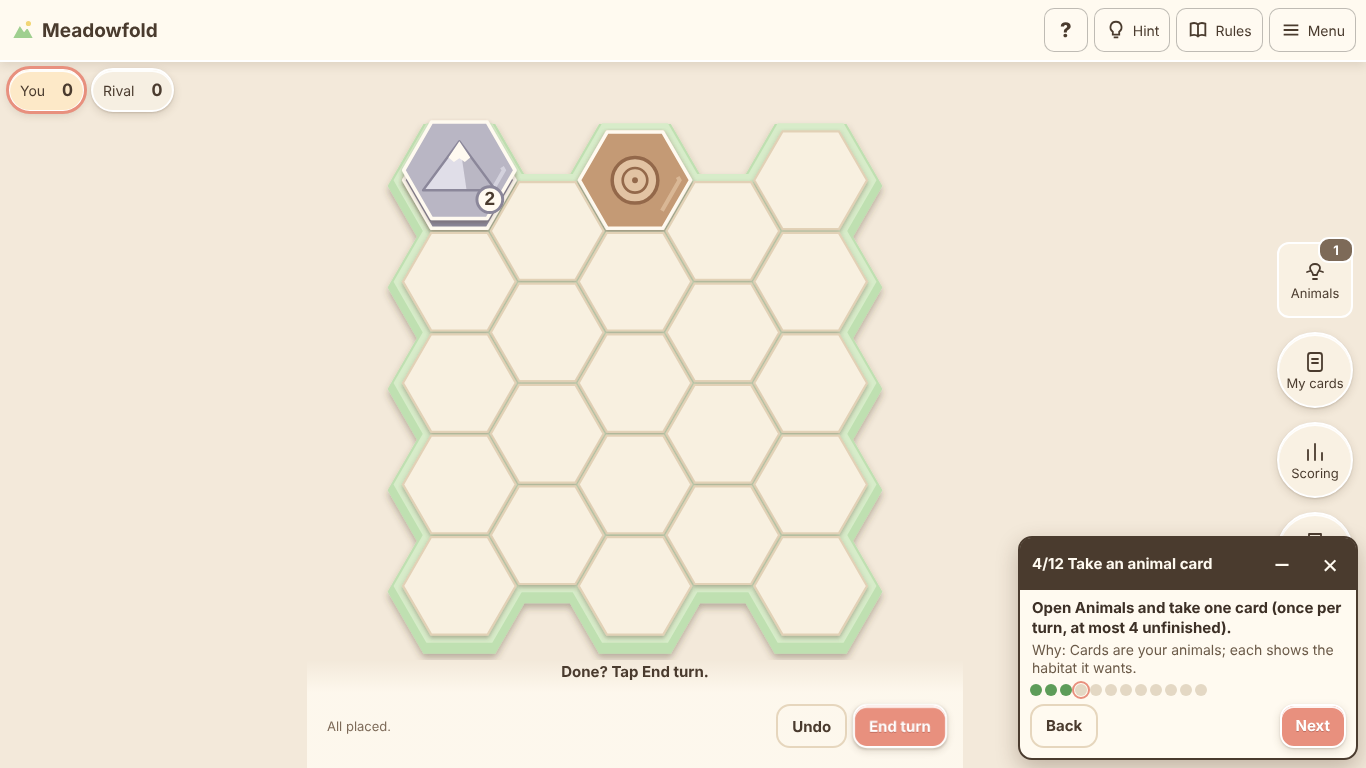 Meadowfold
?
Hint
Rules
Menu
You 0
Rival 0
2
1
Animals
My cards
Scoring
4/12 Take an animal card
Open Animals and take one card (once per
turn, at most 4 unfinished).
Why: Cards are your animals; each shows the
habitat it wants.
Back
Next
Done? Tap End turn.
All placed.
Undo
End turn